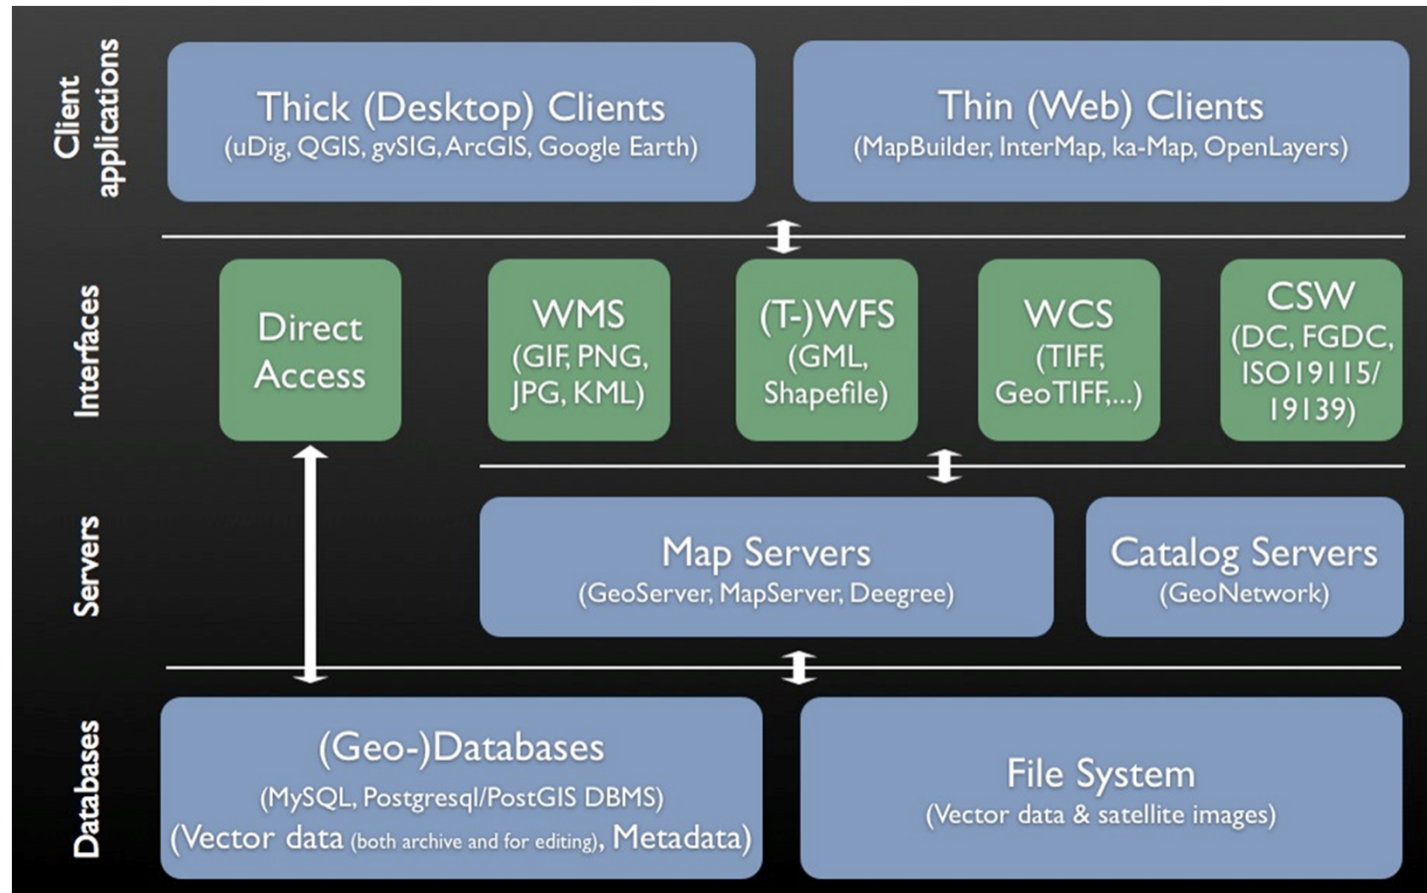 Client
applications
Thick (Desktop) Clients
(uDig, QGIS, gvSIG, ArcGIS, Google Earth)
Thin (Web) Clients
(MapBuilder, InterMap, ka-Map, OpenLayers)
Interfaces
Direct
Access
WMS
(GIF, PNG,
JPG, KML)
(T-)WFS
(GML,
Shapefile)
WCS
(TIFF,
GeoTIFF,...)
CSW
(DC, FGDC,
ISO19115/
19139)
Servers
Map Servers
(GeoServer, MapServer, Deegree)
Catalog Servers
(GeoNetwork)
Databases
(Geo-)Databases
(MySQL, Postgresql/PostGIS DBMS)
(Vector data (both archive and for editing), Metadata)
File System
(Vector data & satellite images)